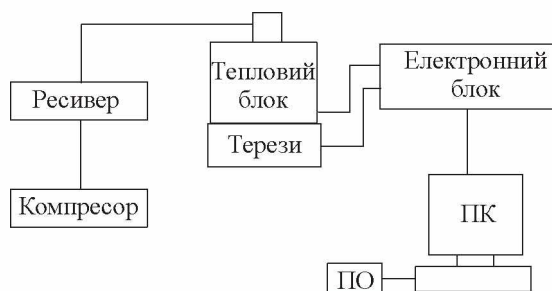 Тепловий
блок
Електронний
блок
Ресивер
Терези
Компресор
ПК
ПО